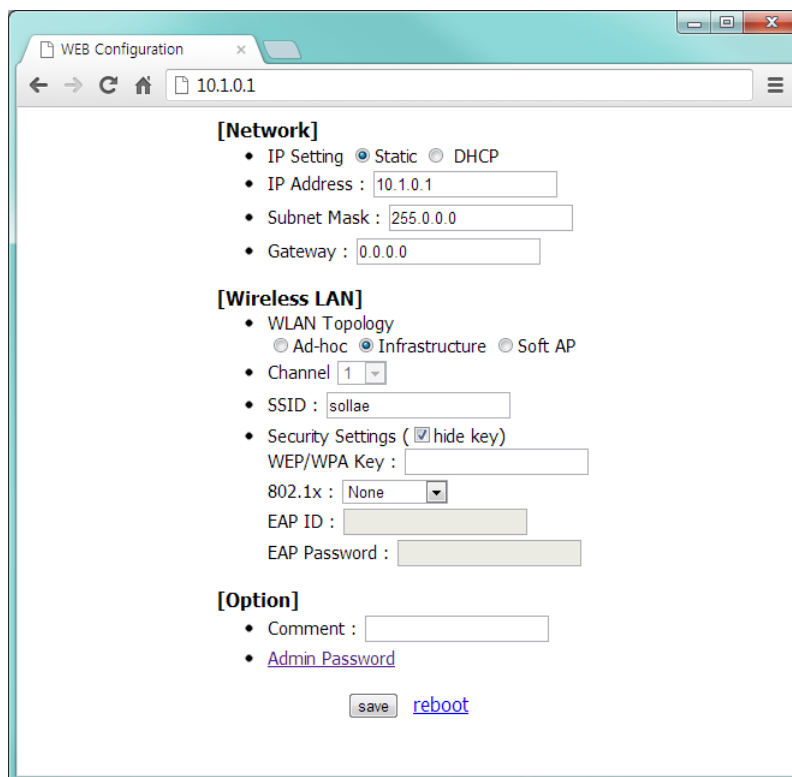 WEB Configuration
10.1.0.1
[Network]
IP Setting Static DHCP
IP Address : 10.1.0.1
Subnet Mask : 255.0.0.0
Gateway : 0.0.0.0
[Wireless LAN]
WLAN Topology
Ad-hoc Infrastructure Soft AP
Channel 1
SSID : sollae
Security Settings ( hide key)
WEP/WPA Key :
802.1x : None
EAP ID :
EAP Password :
[Option]
Comment :
Admin Password
save reboot